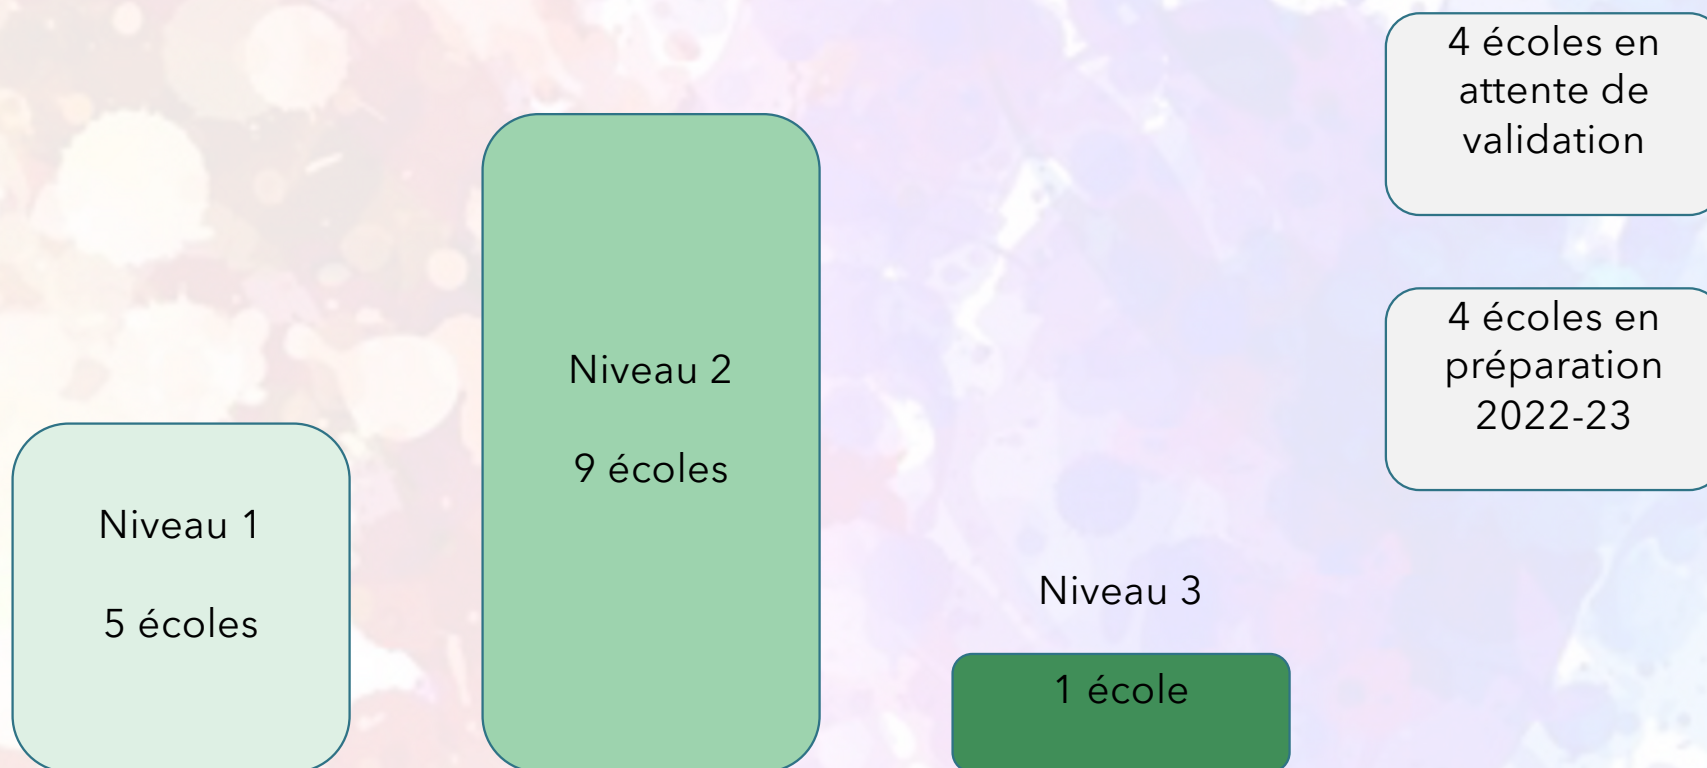 Niveau 1
5 écoles
Niveau 2
9 écoles
Niveau 3
1 école
4 écoles en
attente de
validation
4 écoles en
préparation
2022-23